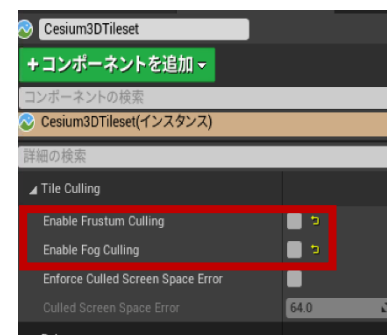 Cesium3DTileset
+コンポーネントを追加
コンポーネントの検索
Cesium3DTileset(インスタンス)
詳細の検索
Tile Culling
Enable Frustum Culling
Enable Fog Culling
Enforce Culled Screen Space Error
Culled Screen Space Error 64.0